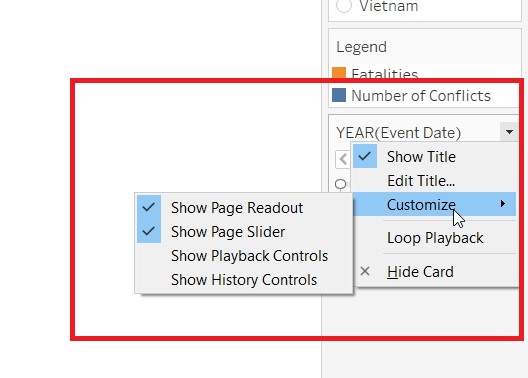 Vietnam
Legend
Fatalities
Number of Conflicts
YEAR(Event Date)
Show Title
Edit Title...
Customize
Loop Playback
Hide Card
Show Page Readout
Show Page Slider
Show Playback Controls
Show History Controls